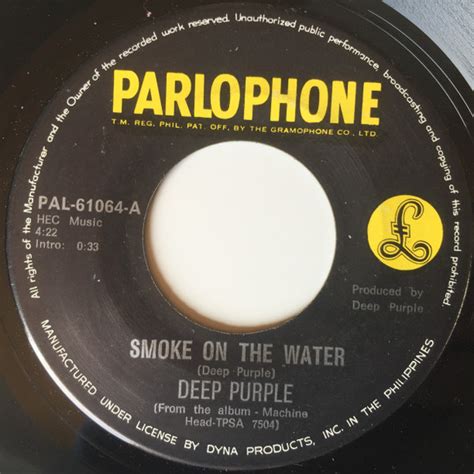 All rights of the Manufacturer and the Owner of the recorded work reserved. Unauthorized public performance, broadcasting and copying of this record prohibited.
PARLOPHONE
T.M. REG. PHIL. PAT. OFF. BY THE GRAMOPHONE CO., LTD.
PAL-61064-A
HEC Music
4:22
Intro: 0:33
£
Produced by
Deep Purple
SMOKE ON THE WATER
(Deep Purple)
DEEP PURPLE
(From the album - Machine
Head-TPSA 7504)
MANUFACTURED UNDER LICENSE BY DYNA PRODUCTS, INC. IN THE PHILIPPINES